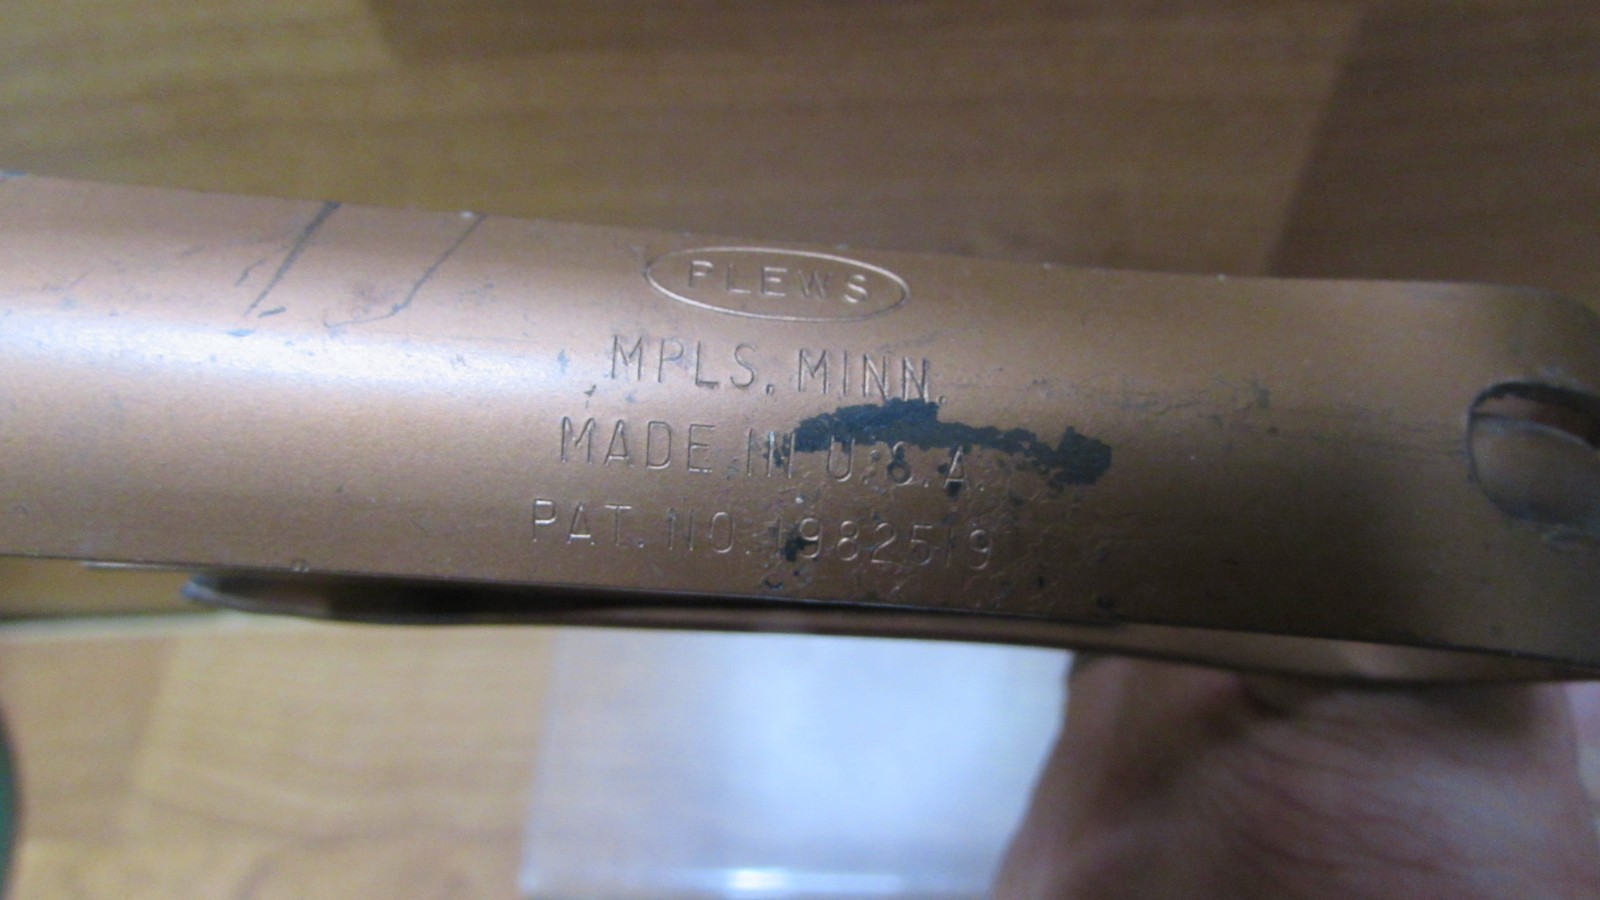 PLEWS
MPLS. MINN.
MADE IN U.S.A.
PAT. NO. 1982519